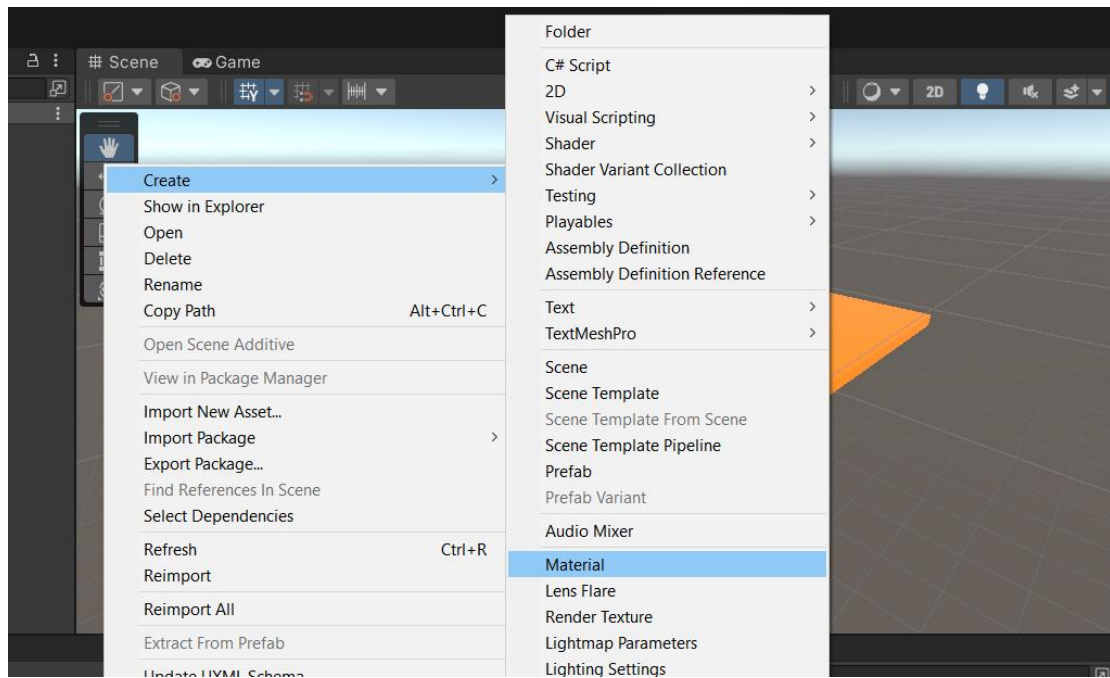 Scene
Game
2D
Create
Show in Explorer
Open
Delete
Rename
Copy Path Alt+Ctrl+C
Open Scene Additive
View in Package Manager
Import New Asset...
Import Package
Export Package...
Find References In Scene
Select Dependencies
Refresh Ctrl+R
Reimport
Reimport All
Extract From Prefab
Update UXML Schema
Folder
C# Script
2D
Visual Scripting
Shader
Shader Variant Collection
Testing
Playables
Assembly Definition
Assembly Definition Reference
Text
TextMeshPro
Scene
Scene Template
Scene Template From Scene
Scene Template Pipeline
Prefab
Prefab Variant
Audio Mixer
Material
Lens Flare
Render Texture
Lightmap Parameters
Lighting Settings